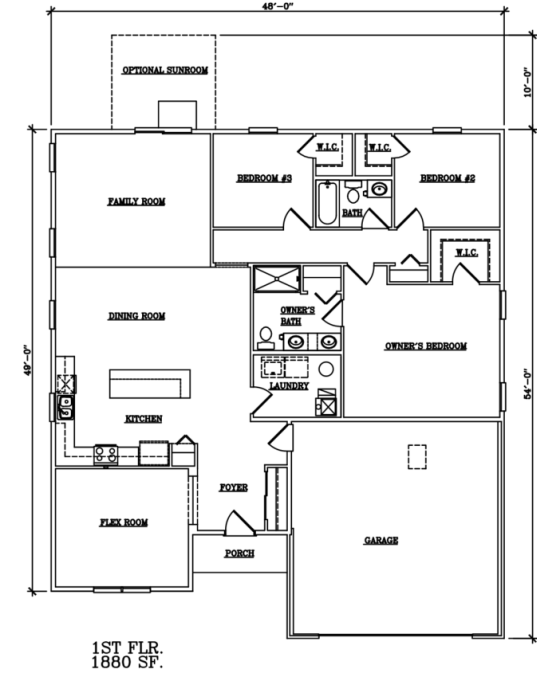 48'-0"
OPTIONAL SUNROOM
10'-0"
W.I.C.
W.I.C.
BEDROOM #3
BEDROOM #2
FAMILY ROOM
BATH
W.I.C.
OWNER'S
BATH
DINING ROOM
OWNER'S BEDROOM
49'-0"
54'-0"
LAUNDRY
KITCHEN
FOYER
FLEX ROOM
GARAGE
PORCH
1ST FLR.
1880 SF.